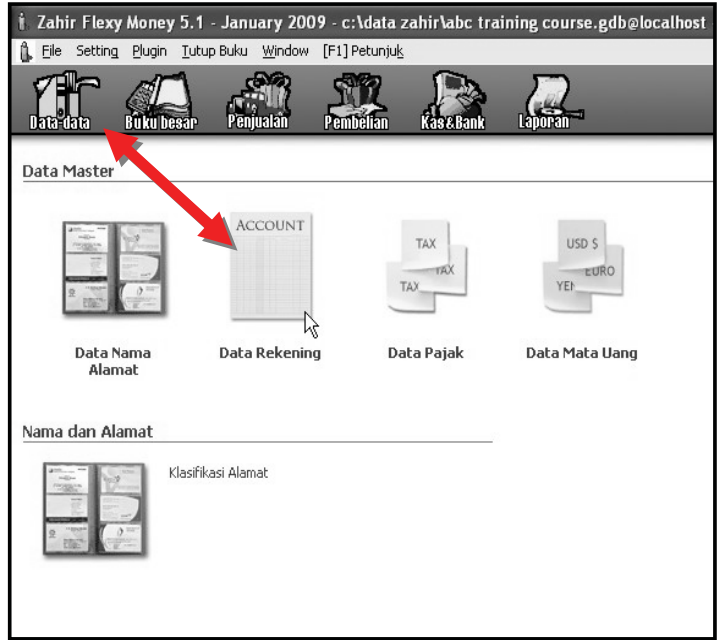 Zahir Flexy Money 5.1 - January 2009 - c:\data zahir\abc training course.gdb@localhost
File Setting Plugin Tutup Buku Window [F1] Petunjuk
Data-data Buku besar Penjualan Pembelian Kas&Bank Laporan
Data Master
ACCOUNT
TAX
TAX
TAX
USD $
EURO
YEN
Data Nama Alamat
Data Rekening
Data Pajak
Data Mata Uang
Nama dan Alamat
Klasifikasi Alamat